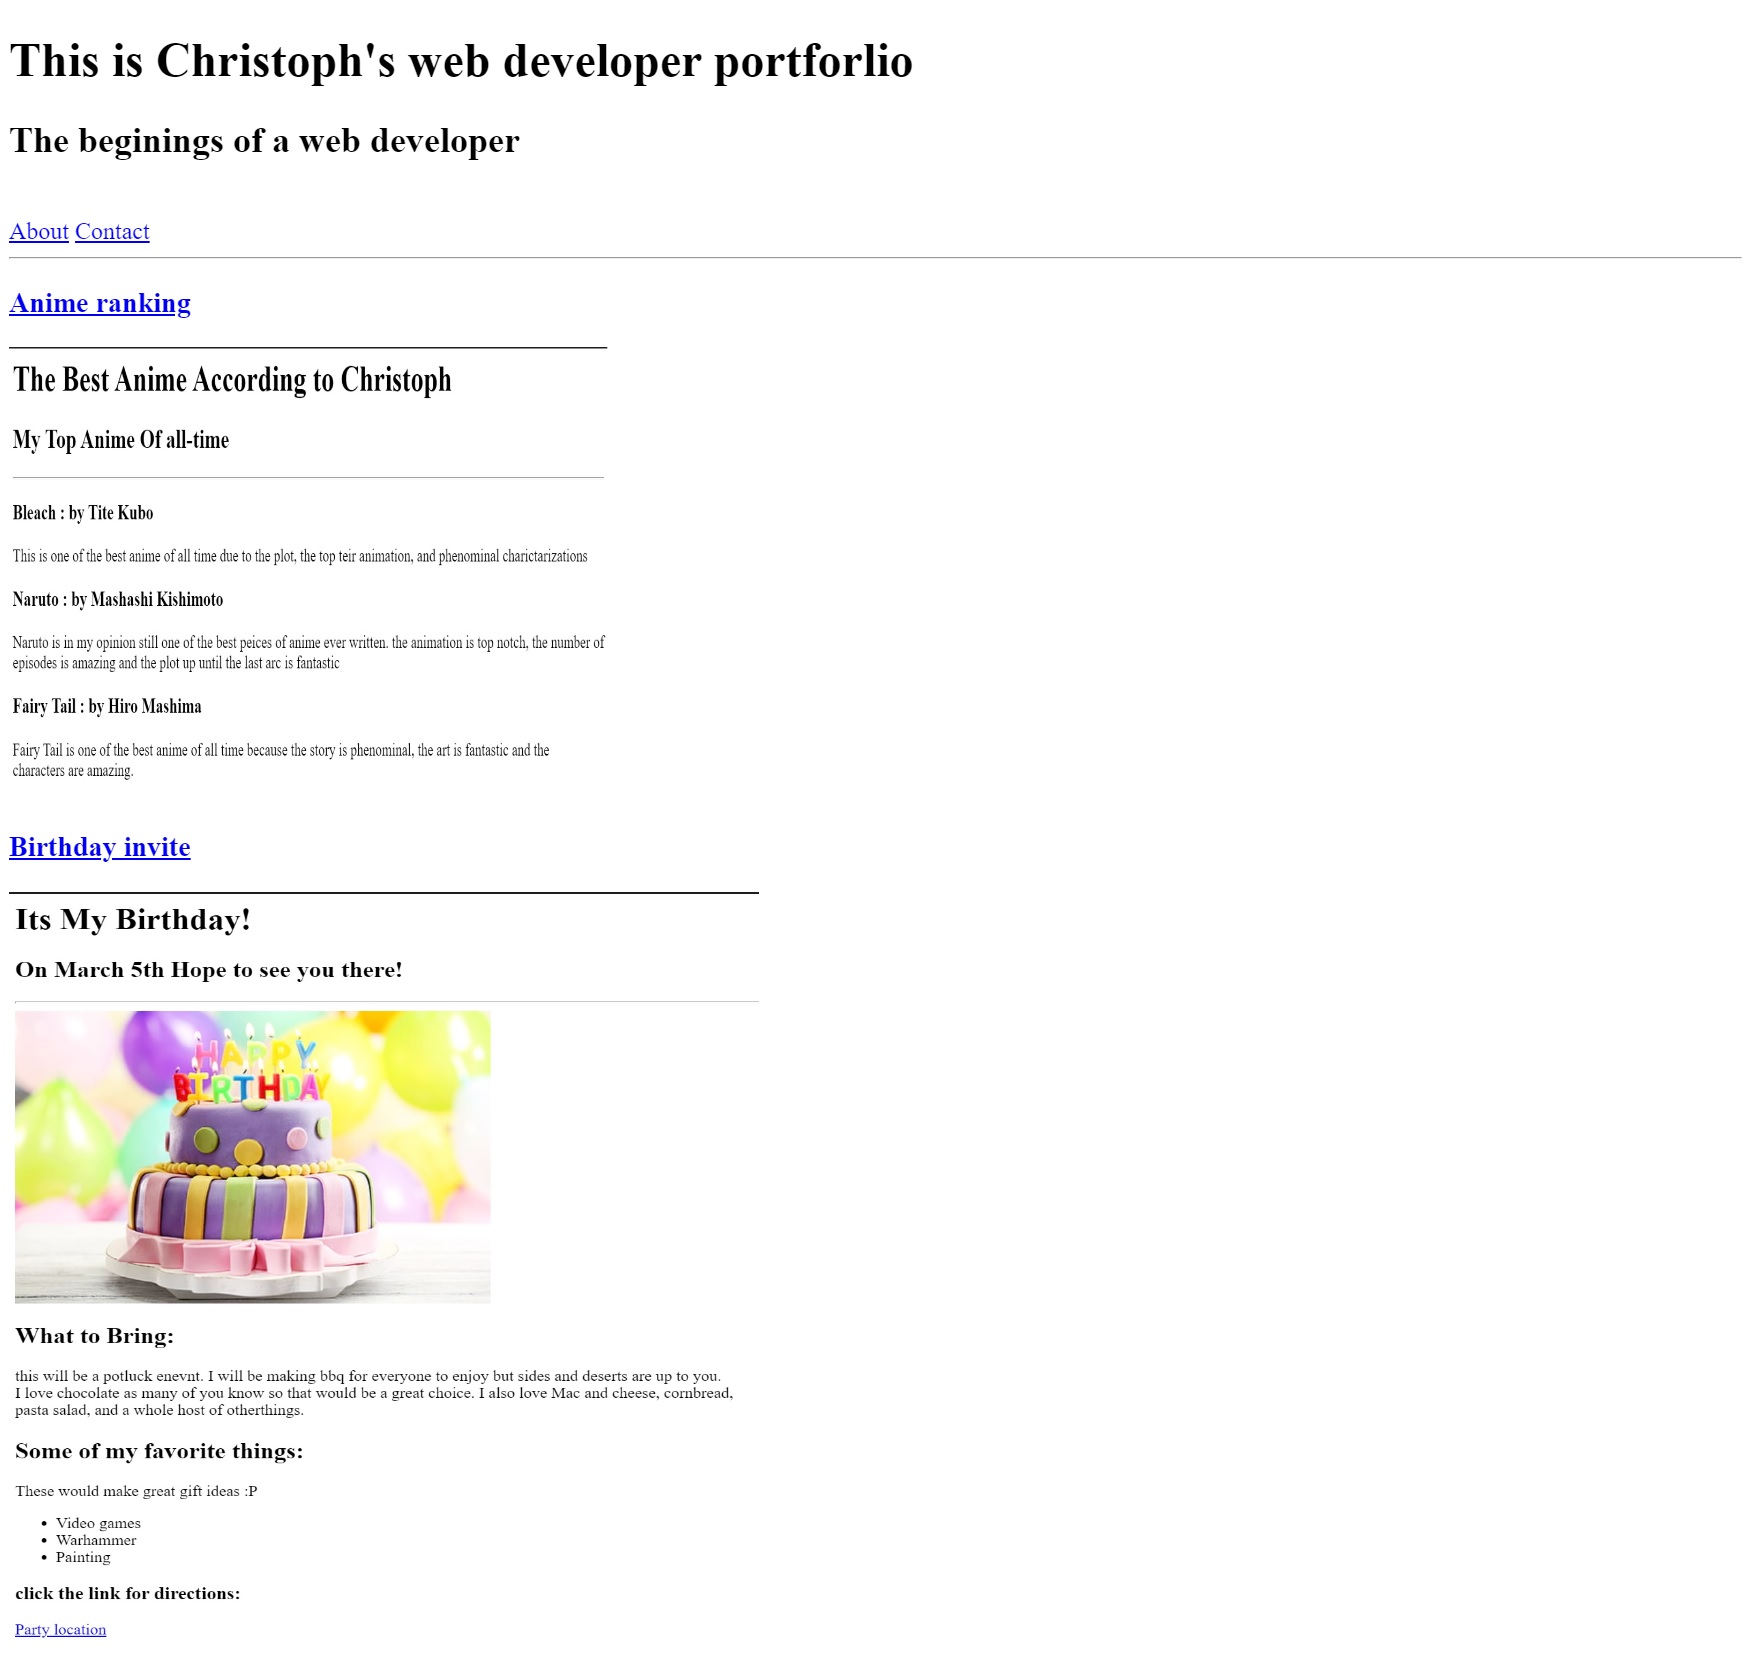 This is Christoph's web developer portforlio
The beginings of a web developer
About Contact
Anime ranking
The Best Anime According to Christoph
My Top Anime Of all-time
Bleach : by Tite Kubo
This is one of the best anime of all time due to the plot, the top teir animation, and phenominal charictarizations
Naruto : by Mashashi Kishimoto
Naruto is in my opinion still one of the best peices of anime ever written. the animation is top notch, the number of
episodes is amazing and the plot up until the last arc is fantastic
Fairy Tail : by Hiro Mashima
Fairy Tail is one of the best anime of all time because the story is phenominal, the art is fantastic and the
characters are amazing.
Birthday invite
Its My Birthday!
On March 5th Hope to see you there!
HAPPY
BIRTHDAY
What to Bring:
this will be a potluck enevnt. I will be making bbq for everyone to enjoy but sides and deserts are up to you.
I love chocolate as many of you know so that would be a great choice. I also love Mac and cheese, cornbread,
pasta salad, and a whole host of otherthings.
Some of my favorite things:
These would make great gift ideas :P
• Video games
• Warhammer
• Painting
click the link for directions:
Party location